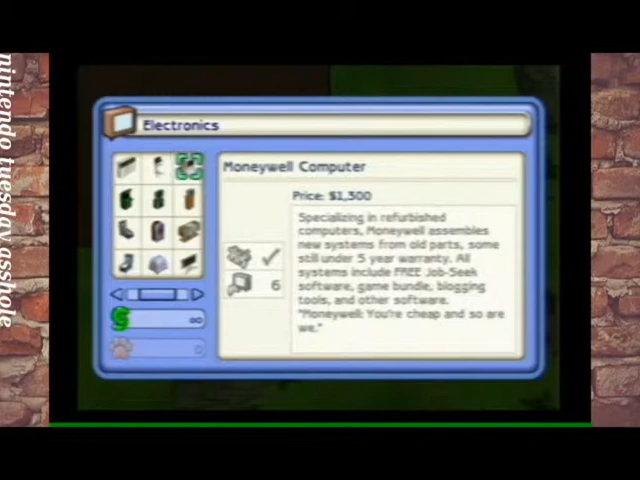 nintendo tuesday asshole
Electronics
Moneywell Computer
Price: $1,300
Specializing in refurbished
computers, Moneywell assembles
new systems from old parts, some
still under 5 year warranty. All
systems include FREE Job-Seek
software, game bundle, blogging
tools, and other software.
"Moneywell: You're cheap and so are
we."
6
$ ∞
0